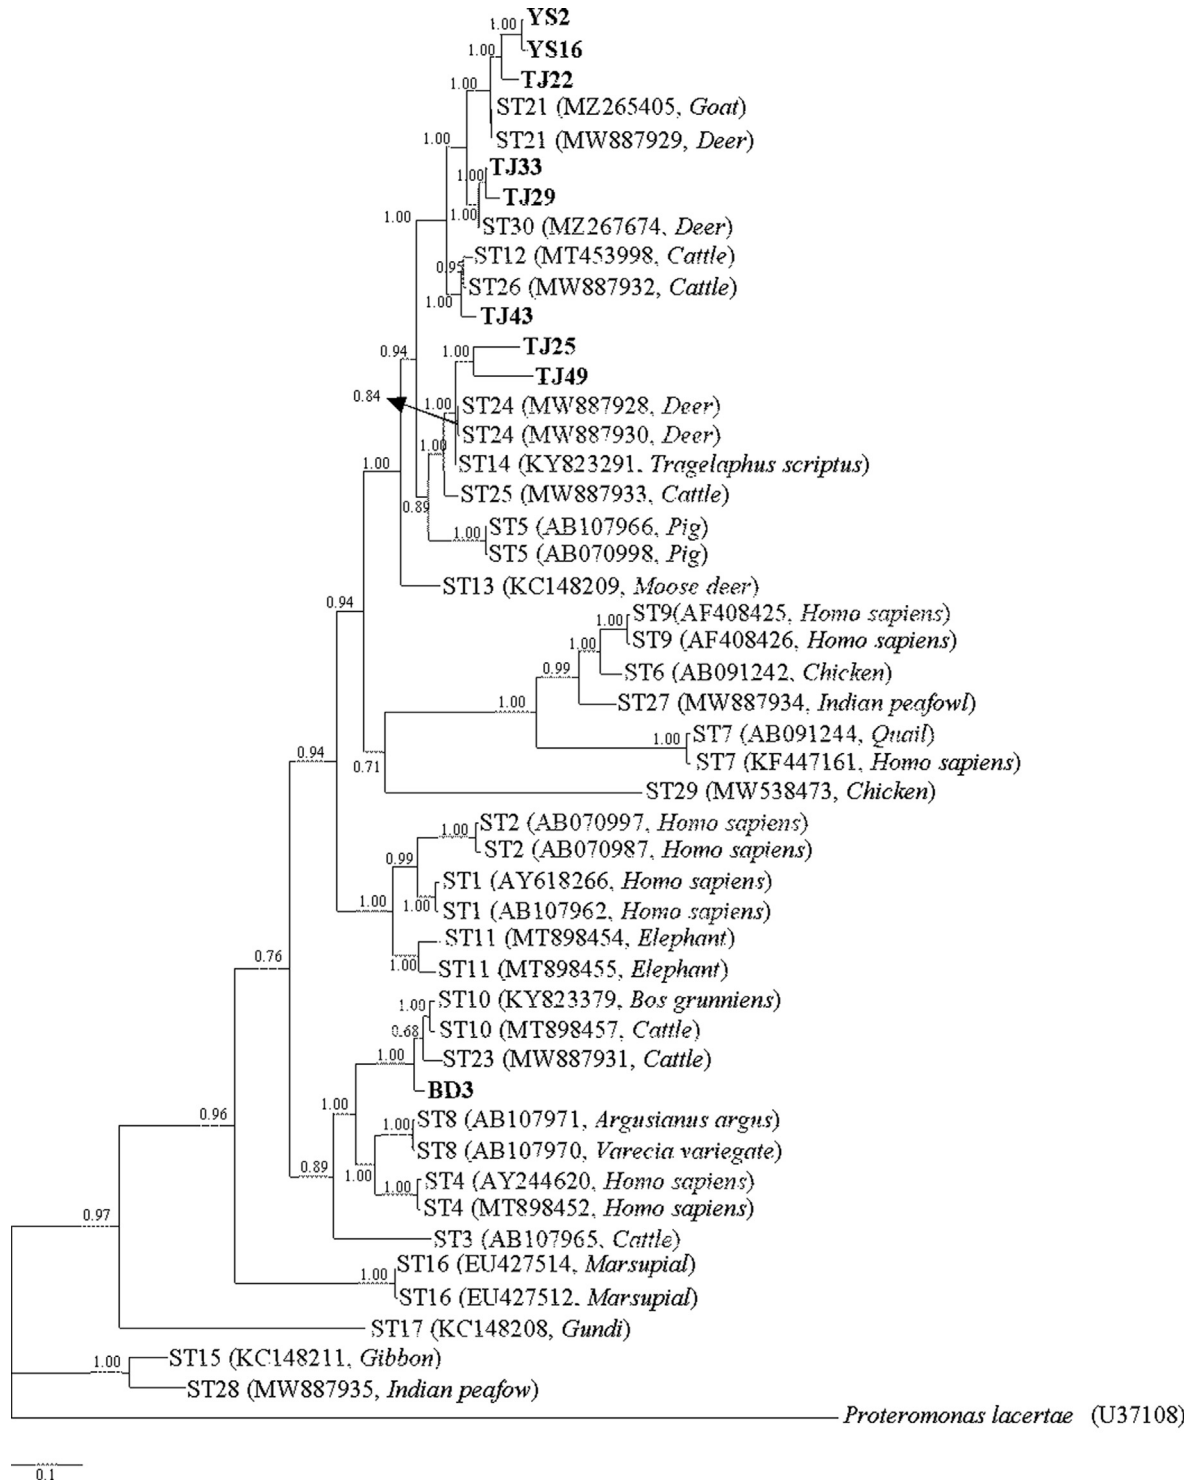 1.00
YS2
1.00
YS16
TJ22
1.00
ST21 (MZ265405, Goat)
1.00
ST21 (MW887929, Deer)
TJ33
1.00
TJ29
1.00
1.00
ST30 (MZ267674, Deer)
ST12 (MT453998, Cattle)
0.95
ST26 (MW887932, Cattle)
1.00
TJ43
TJ25
0.94
1.00
TJ49
0.84
1.00
ST24 (MW887928, Deer)
ST24 (MW887930, Deer)
1.00
1.00
ST14 (KY823291, Tragelaphus scriptus)
ST25 (MW887933, Cattle)
0.89
ST5 (AB107966, Pig)
1.00
ST5 (AB070998, Pig)
ST13 (KC148209, Moose deer)
0.94
ST9(AF408425, Homo sapiens)
1.00
ST9 (AF408426, Homo sapiens)
1.00
ST6 (AB091242, Chicken)
0.99
ST27 (MW887934, Indian peafowl)
1.00
ST7 (AB091244, Quail)
1.00
ST7 (KF447161, Homo sapiens)
0.94
0.71
ST29 (MW538473, Chicken)
ST2 (AB070997, Homo sapiens)
1.00
ST2 (AB070987, Homo sapiens)
0.99
ST1 (AY618266, Homo sapiens)
1.00
1.00
ST1 (AB107962, Homo sapiens)
ST11 (MT898454, Elephant)
0.76
1.00
ST11 (MT898455, Elephant)
1.00
ST10 (KY823379, Bos grunniens)
0.68
ST10 (MT898457, Cattle)
1.00
ST23 (MW887931, Cattle)
BD3
1.00
0.96
ST8 (AB107971, Argusianus argus)
1.00
ST8 (AB107970, Varecia variegate)
0.89
1.00
ST4 (AY244620, Homo sapiens)
1.00
ST4 (MT898452, Homo sapiens)
0.97
ST3 (AB107965, Cattle)
ST16 (EU427514, Marsupial)
1.00
ST16 (EU427512, Marsupial)
ST17 (KC148208, Gundi)
1.00
ST15 (KC148211, Gibbon)
ST28 (MW887935, Indian peafow)
Proteromonas lacertae (U37108)
0.1